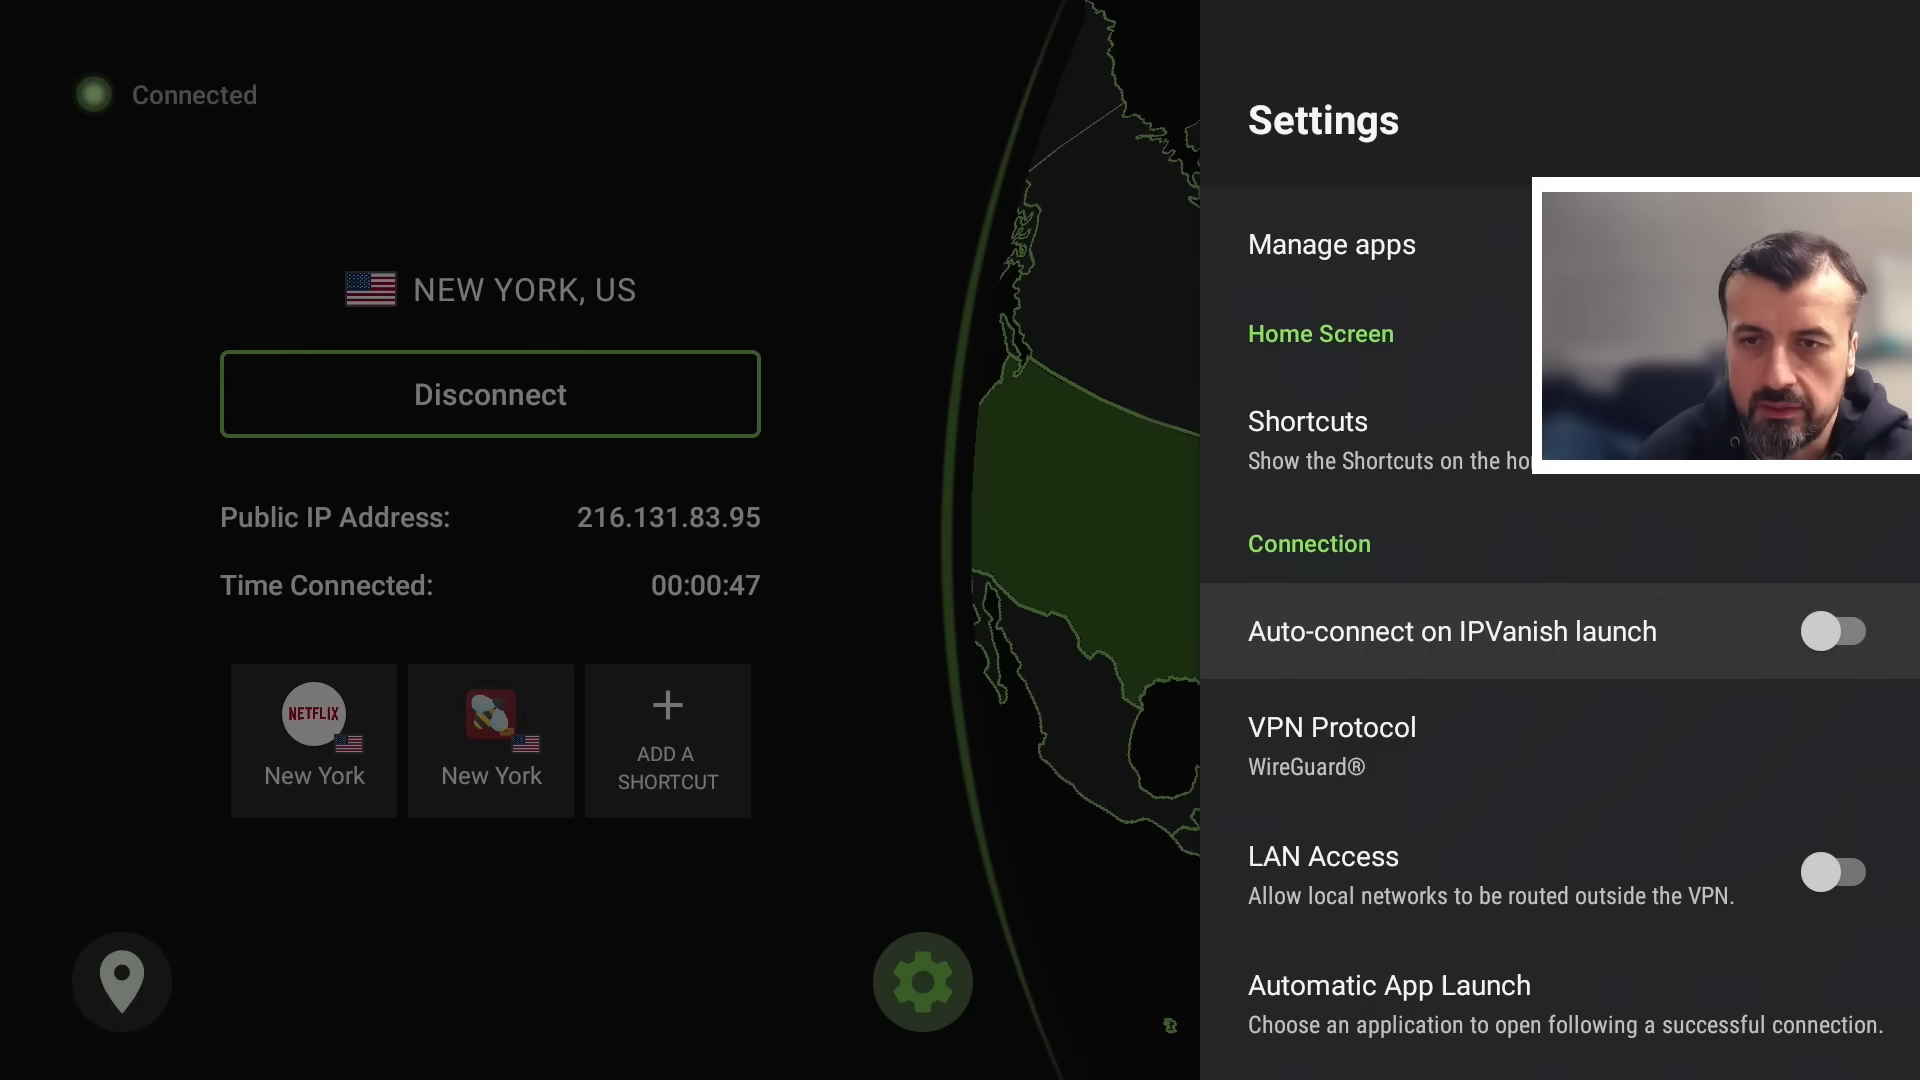 Connected
NEW YORK, US
Disconnect
Public IP Address: 216.131.83.95
Time Connected: 00:00:47
NETFLIX
New York
New York
ADD A
SHORTCUT
Settings
Manage apps
Home Screen
Shortcuts
Show the Shortcuts on the
Connection
Auto-connect on IPVanish launch
VPN Protocol
WireGuard®
LAN Access
Allow local networks to be routed outside the VPN.
Automatic App Launch
Choose an application to open following a successful connection.